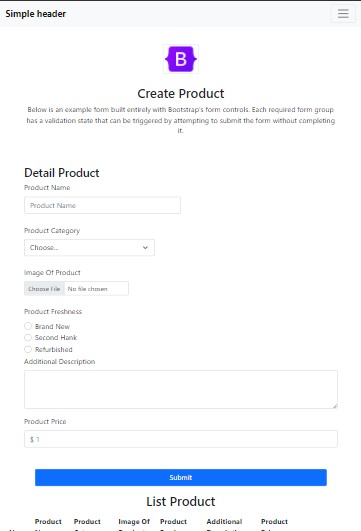 Simple header
B
Create Product
Below is an example form built entirely with Bootstrap's form controls. Each required form group
has a validation state that can be triggered by attempting to submit the form without completing
it.
Detail Product
Product Name
Product Name
Product Category
Choose...
Image Of Product
Choose File No file chosen
Product Freshness
Brand New
Second Hank
Refurbished
Additional Description
Product Price
$ 1
Submit
List Product
Product Product Image Of Product Additional Product